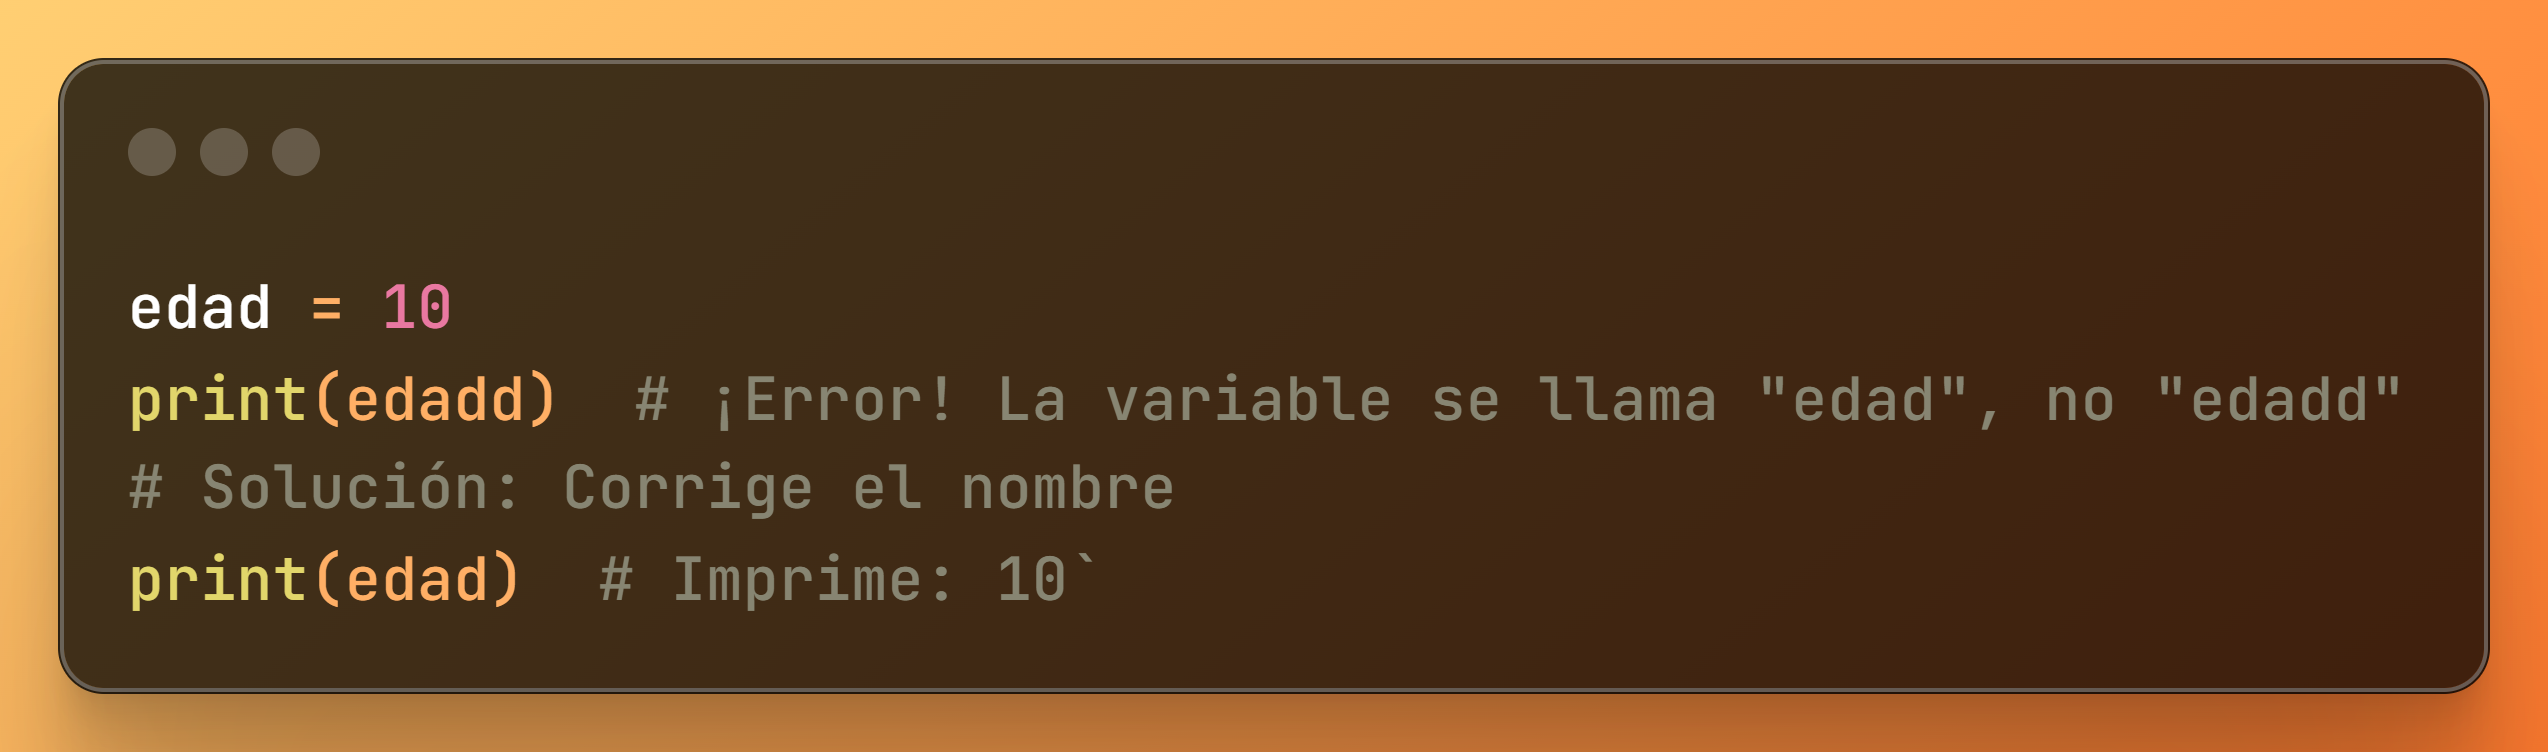 edad = 10
print(edadd)  # ¡Error! La variable se llama "edad", no "edadd"
# Solución: Corrige el nombre
print(edad)  # Imprime: 10`